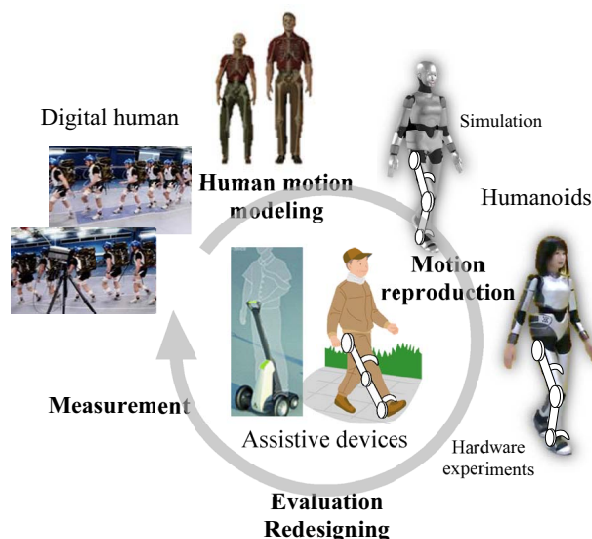 Digital human
Simulation
Human motion
modeling
Humanoids
Motion
reproduction
Measurement
Assistive devices
Hardware
experiments
Evaluation
Redesigning